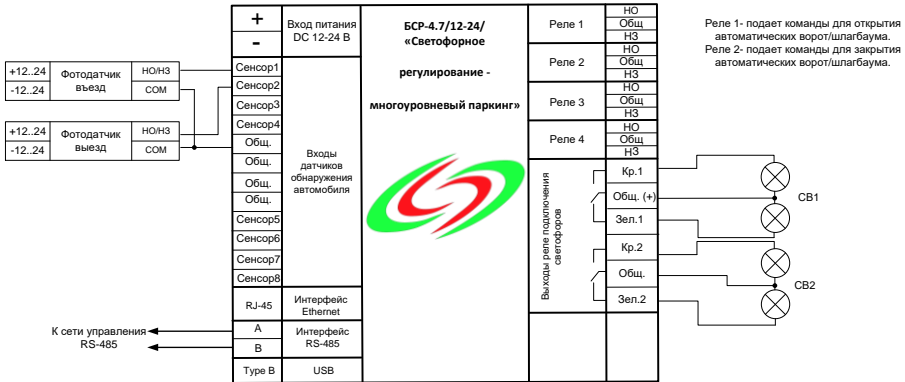 +
-
Вход питания
DC 12-24 В
БСР-4.7/12-24/
«Светофорное
регулирование -
многоуровневый паркинг»
Реле 1
НО
Общ
НЗ
Реле 2
НО
Общ
НЗ
Реле 3
НО
Общ
НЗ
Реле 4
НО
Общ
НЗ
Реле 1- подает команды для открытия
автоматических ворот/шлагбаума.
Реле 2- подает команды для закрытия
автоматических ворот/шлагбаума.
+12..24
-12..24
Фотодатчик
въезд
НО/НЗ
COM
+12..24
-12..24
Фотодатчик
выезд
НО/НЗ
COM
Сенсор1
Сенсор2
Сенсор3
Сенсор4
Общ.
Общ.
Общ.
Общ.
Сенсор5
Сенсор6
Сенсор7
Сенсор8
Входы
датчиков
обнаружения
автомобиля
Выходы реле подключения
светофоров
Кр.1
Общ. (+)
Зел.1
Кр.2
Общ.
Зел.2
СВ1
СВ2
RJ-45
Интерфейс
Ethernet
К сети управления
RS-485
A
B
Интерфейс
RS-485
Type B
USB